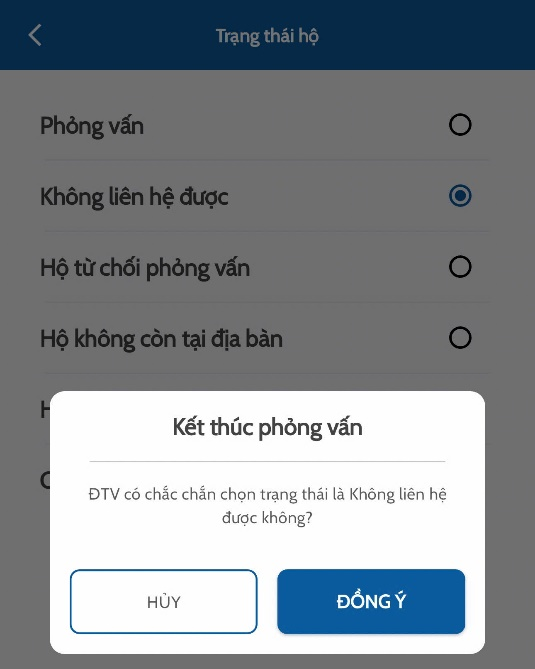 Trạng thái hộ
Phỏng vấn
Không liên hệ được
Hộ từ chối phỏng vấn
Hộ không còn tại địa bàn
Kết thúc phỏng vấn
ĐTV có chắc chắn chọn trạng thái là Không liên hệ
được không?
HỦY
ĐỒNG Ý